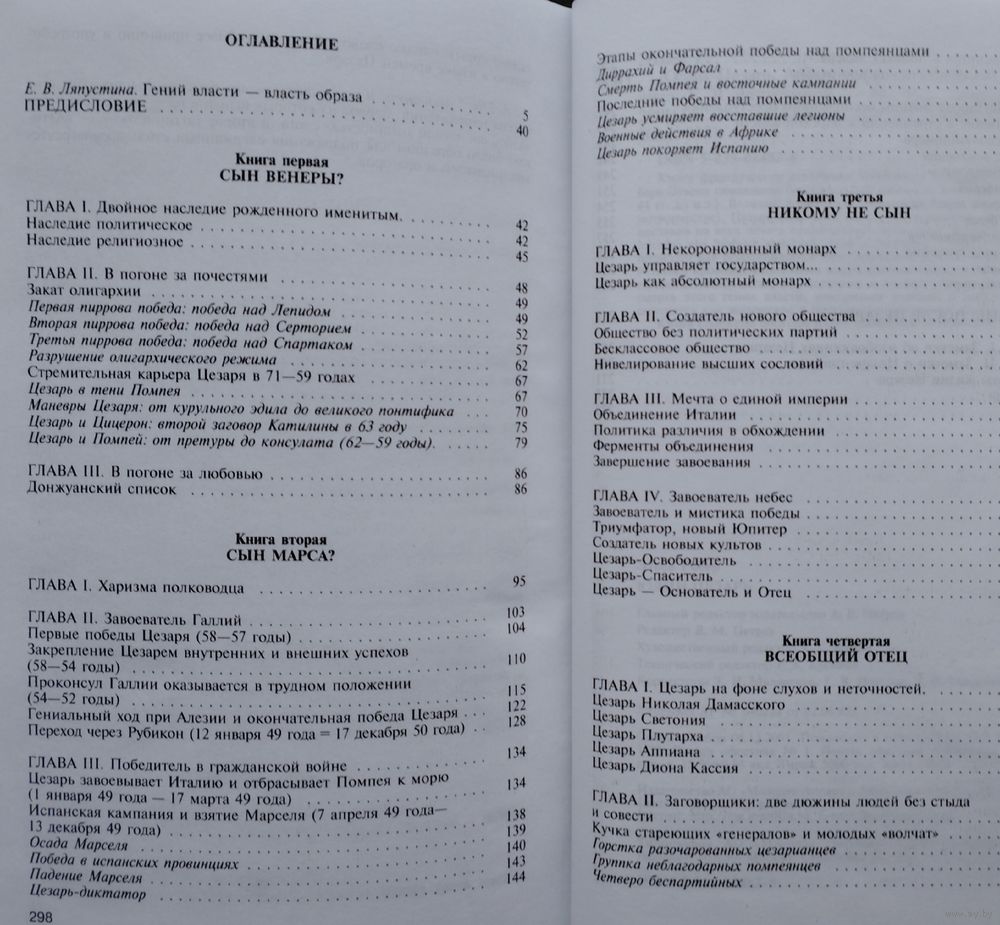 ОГЛАВЛЕНИЕ
Е. В. Ляпустина. Гений власти — власть образа 5
ПРЕДИСЛОВИЕ 40
Книга первая
СЫН ВЕНЕРЫ?
ГЛАВА I. Двойное наследие рожденного именитым. 42
Наследие политическое 42
Наследие религиозное 45
ГЛАВА II. В погоне за почестями 48
Закат олигархии 49
Первая пиррова победа: победа над Лепидом 49
Вторая пиррова победа: победа над Серторием 52
Третья пиррова победа: победа над Спартаком 57
Разрушение олигархического режима 62
Стремительная карьера Цезаря в 71—59 годах 67
Цезарь в тени Помпея 67
Маневры Цезаря: от курульного эдила до великого понтифика 70
Цезарь и Цицерон: второй заговор Катилины в 63 году 75
Цезарь и Помпей: от претуры до консулата (62—59 годы). 79
ГЛАВА III. В погоне за любовью 86
Донжуанский список 86
Книга вторая
СЫН МАРСА?
ГЛАВА I. Харизма полководца 95
ГЛАВА II. Завоеватель Галлий 103
Первые победы Цезаря (58—57 годы) 104
Закрепление Цезарем внутренних и внешних успехов
(58—54 годы) 110
Проконсул Галлии оказывается в трудном положении
(54—52 годы) 115
Гениальный ход при Алезии и окончательная победа Цезаря 122
Переход через Рубикон (12 января 49 года = 17 декабря 50 года) 128
ГЛАВА III. Победитель в гражданской войне 134
Цезарь завоевывает Италию и отбрасывает Помпея к морю
(1 января 49 года — 17 марта 49 года) 134
Испанская кампания и взятие Марселя (7 апреля 49 года—
13 декабря 49 года) 138
Осада Марселя 139
Победа в испанских провинциях 140
Падение Марселя 143
Цезарь-диктатор 144
298
Этапы окончательной победы над помпеянцами
Диррахий и Фарсал
Смерть Помпея и восточные кампании
Последние победы над помпеянцами
Цезарь усмиряет восставшие легионы
Военные действия в Африке
Цезарь покоряет Испанию
Книга третья
НИКОМУ НЕ СЫН
ГЛАВА I. Некоронованный монарх
Цезарь управляет государством...
Цезарь как абсолютный монарх
ГЛАВА II. Создатель нового общества
Общество без политических партий
Бесклассовое общество
Нивелирование высших сословий
ГЛАВА III. Мечта о единой империи
Объединение Италии
Политика различия в обхождении
Ферменты объединения
Завершение завоевания
ГЛАВА IV. Завоеватель небес
Завоеватель и мистика победы
Триумфатор, новый Юпитер
Создатель новых культов
Цезарь-Освободитель
Цезарь-Спаситель
Цезарь — Основатель и Отец
Книга четвертая
ВСЕОБЩИЙ ОТЕЦ
ГЛАВА I. Цезарь на фоне слухов и неточностей.
Цезарь Николая Дамасского
Цезарь Светония
Цезарь Плутарха
Цезарь Аппиана
Цезарь Диона Кассия
ГЛАВА II. Заговорщики: две дюжины людей без стыда
и совести
Кучка стареющих «генералов» и молодых «волчат»
Горстка разочарованных цезарианцев
Группка неблагодарных помпеянцев
Четверо беспартийных